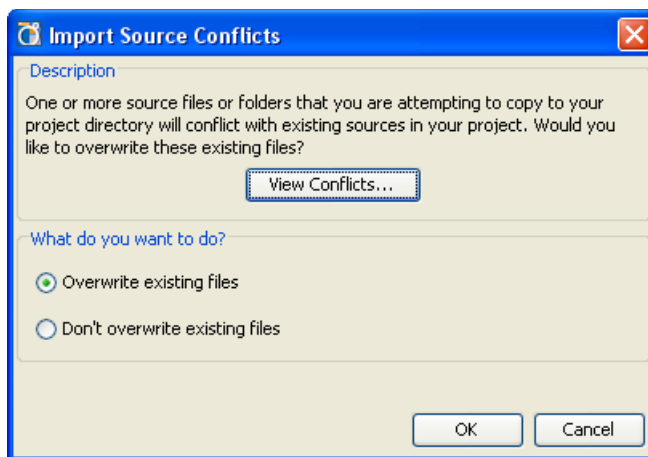 Import Source Conflicts
Description
One or more source files or folders that you are attempting to copy to your
project directory will conflict with existing sources in your project. Would you
like to overwrite these existing files?
View Conflicts...
What do you want to do?
Overwrite existing files
Don't overwrite existing files
OK Cancel